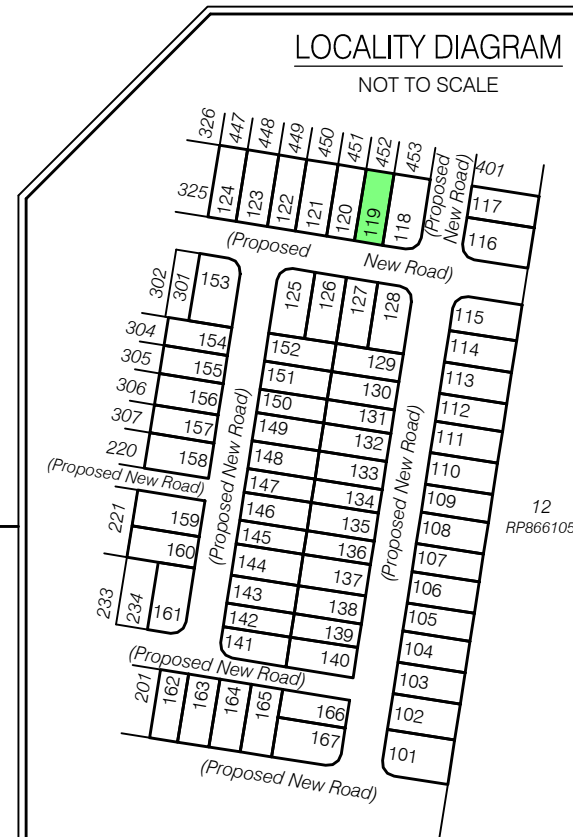 LOCALITY DIAGRAM
NOT TO SCALE
326 447 448 449 450 451 452 453
(Proposed New Road)
401
325 124 123 122 121 120 119 118
117
116
(Proposed New Road)
302 301 153
125 126 127 128
115
304 154
152 129
114
305 155
151 130
113
306 156
150 131
112
307 157
149 132
111
220 158
148 133
110
(Proposed New Road)
(Proposed New Road)
(Proposed New Road)
147 134
109
12
RP866105
221 159
146 135
108
160
145 136
107
144 137
106
233 234 161
143 138
105
142 139
104
141 140
103
(Proposed New Road)
201 162 163 164 165 166
102
167
101
(Proposed New Road)